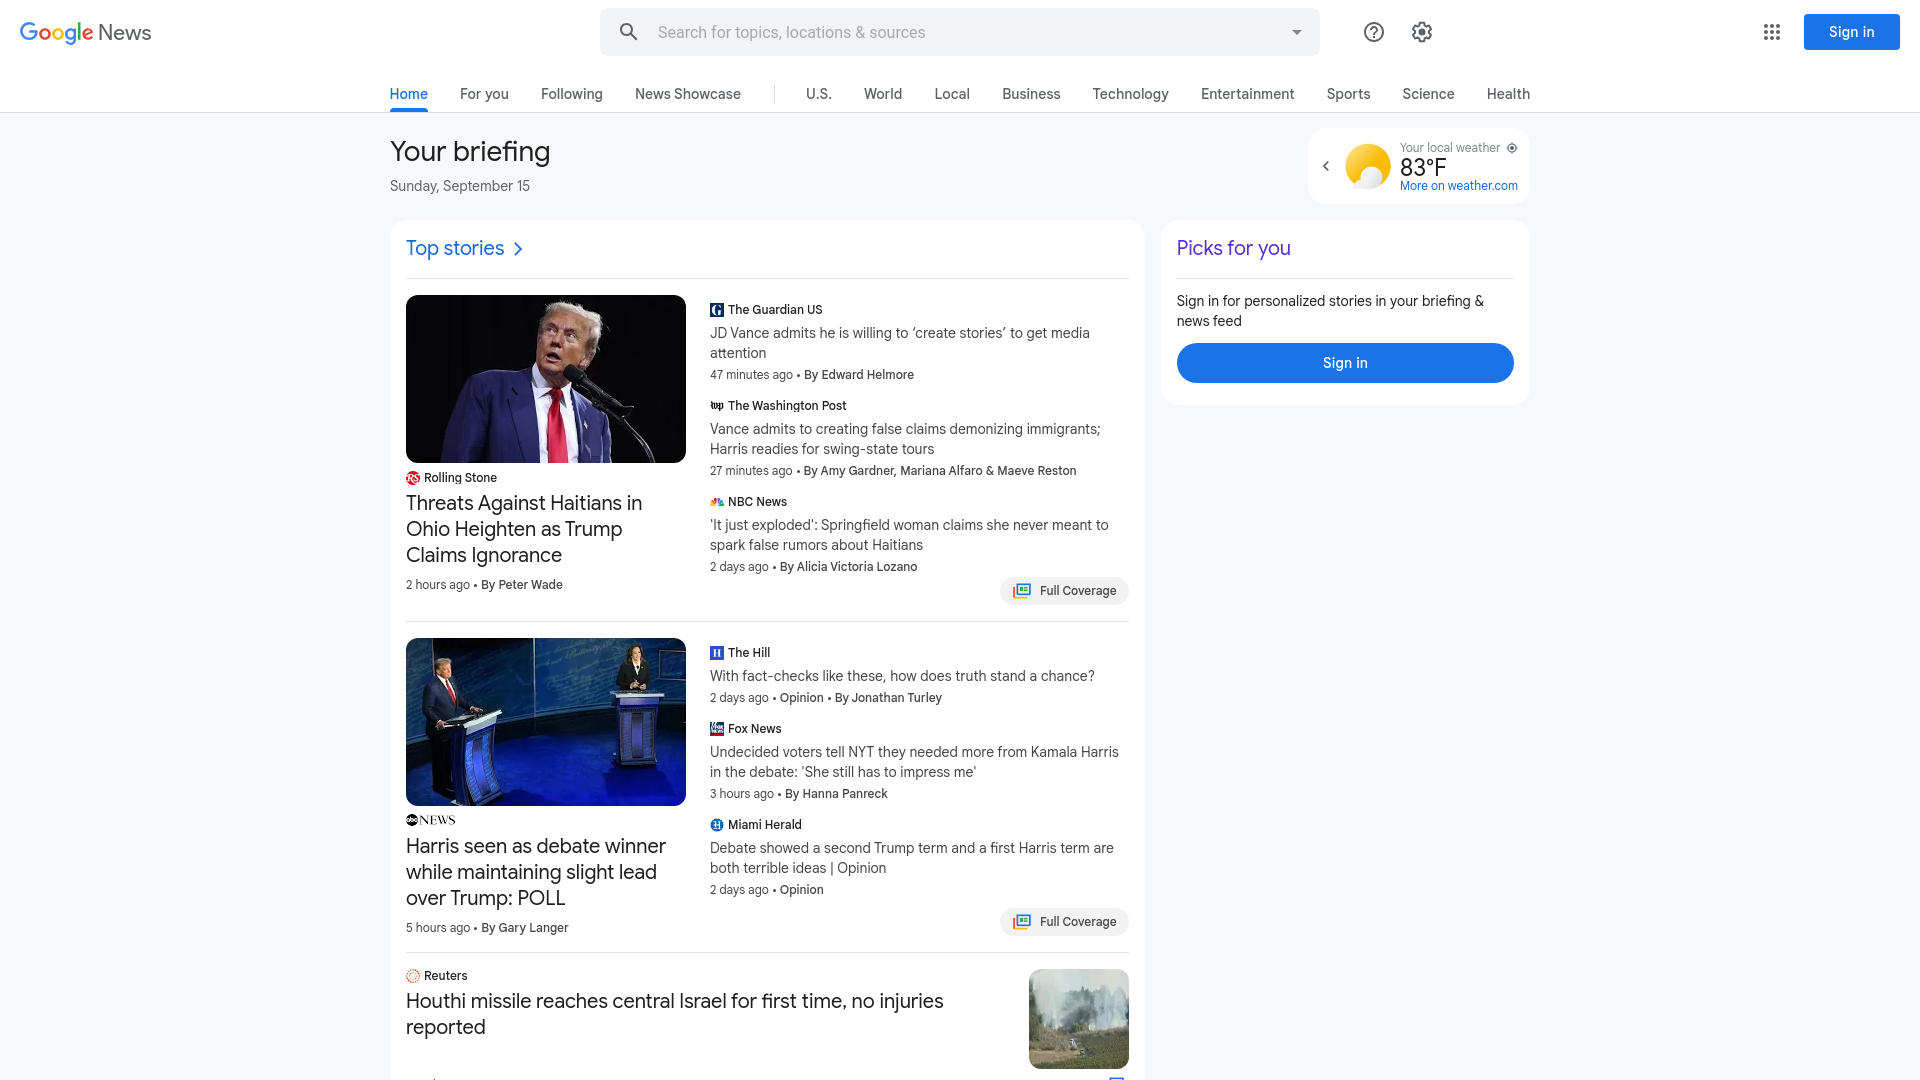 Google News
Search for topics, locations & sources
Sign in
Home
For you
Following
News Showcase
U.S.
World
Local
Business
Technology
Entertainment
Sports
Science
Health
Your briefing
Sunday, September 15
Your local weather
83°F
More on weather.com
Top stories
Rolling Stone
Threats Against Haitians in
Ohio Heighten as Trump
Claims Ignorance
2 hours ago • By Peter Wade
The Guardian US
JD Vance admits he is willing to ‘create stories’ to get media
attention
47 minutes ago • By Edward Helmore
The Washington Post
Vance admits to creating false claims demonizing immigrants;
Harris readies for swing-state tours
27 minutes ago • By Amy Gardner, Mariana Alfaro & Maeve Reston
NBC News
'It just exploded': Springfield woman claims she never meant to
spark false rumors about Haitians
2 days ago • By Alicia Victoria Lozano
Full Coverage
abc NEWS
Harris seen as debate winner
while maintaining slight lead
over Trump: POLL
5 hours ago • By Gary Langer
The Hill
With fact-checks like these, how does truth stand a chance?
2 days ago • Opinion • By Jonathan Turley
Fox News
Undecided voters tell NYT they needed more from Kamala Harris
in the debate: 'She still has to impress me'
3 hours ago • By Hanna Panreck
Miami Herald
Debate showed a second Trump term and a first Harris term are
both terrible ideas | Opinion
2 days ago • Opinion
Full Coverage
Reuters
Houthi missile reaches central Israel for first time, no injuries
reported
Picks for you
Sign in for personalized stories in your briefing &
news feed
Sign in